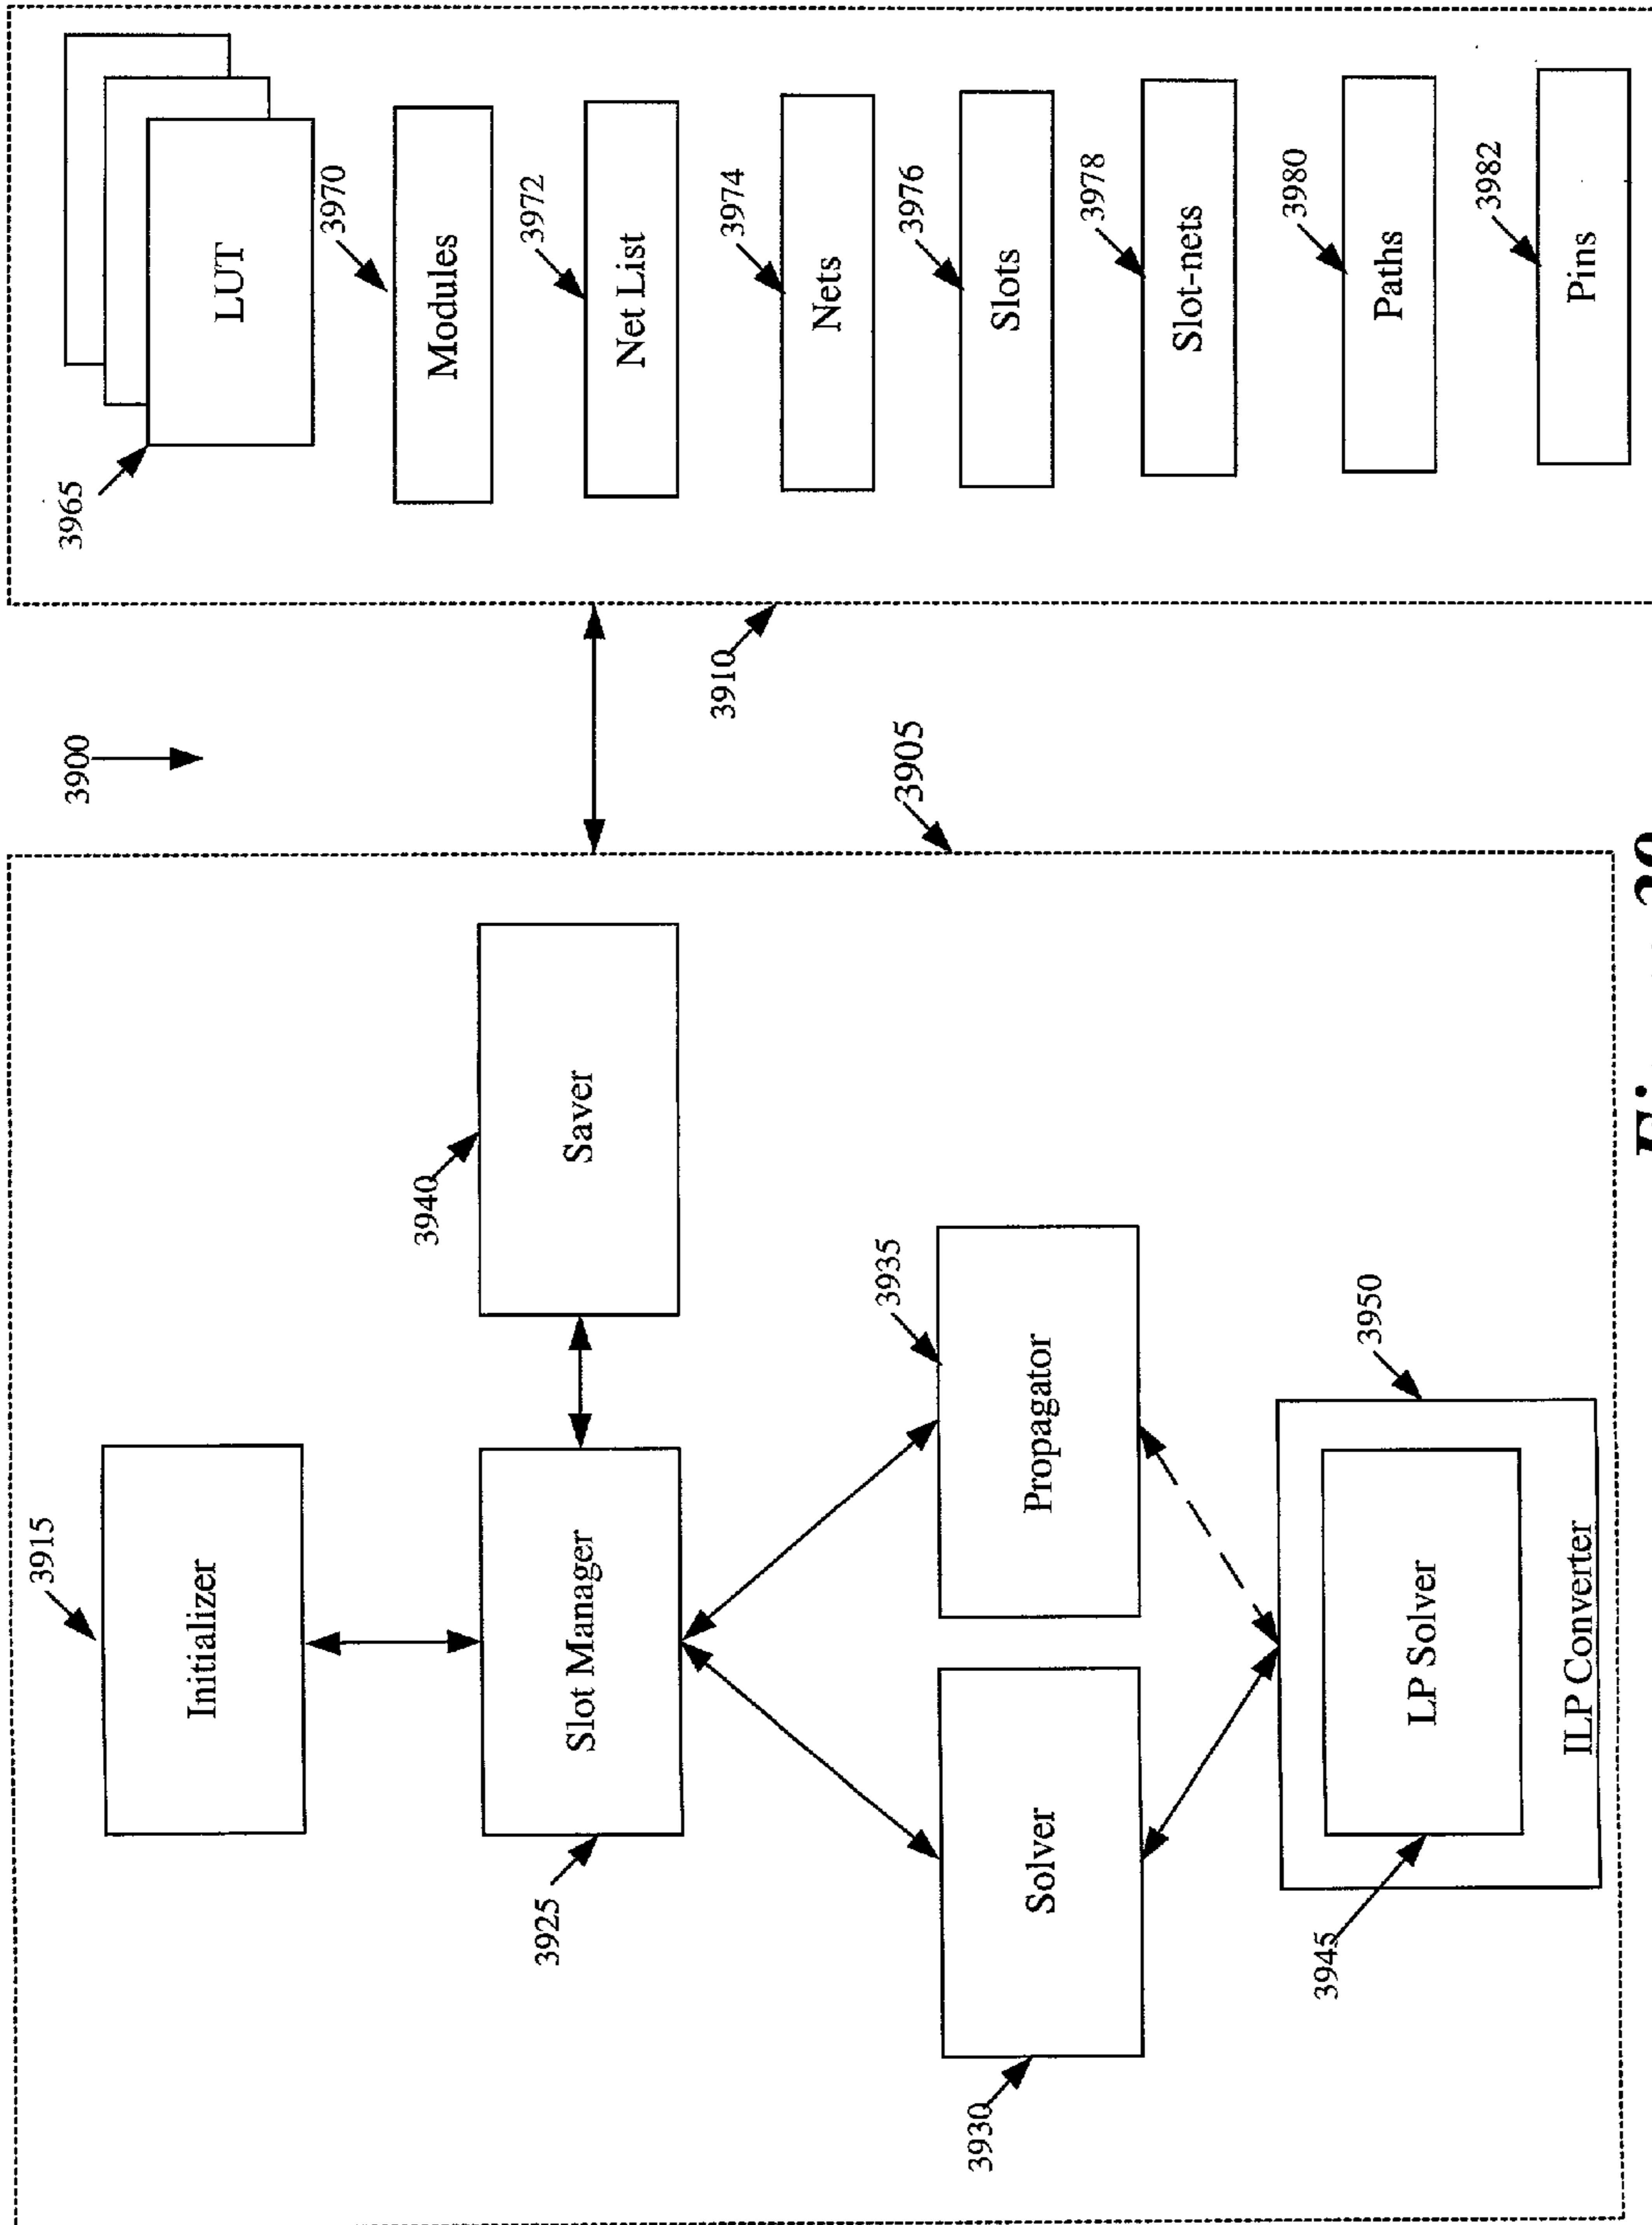 3900
3915
Initializer
3925
Slot Manager
3940
Saver
3930
Solver
3935
Propagator
3950
LP Solver
3945
ILP Converter
3905
3910
3965
LUT
3970
Modules
3972
Net List
3974
Nets
3976
Slots
3978
Slot-nets
3980
Paths
3982
Pins